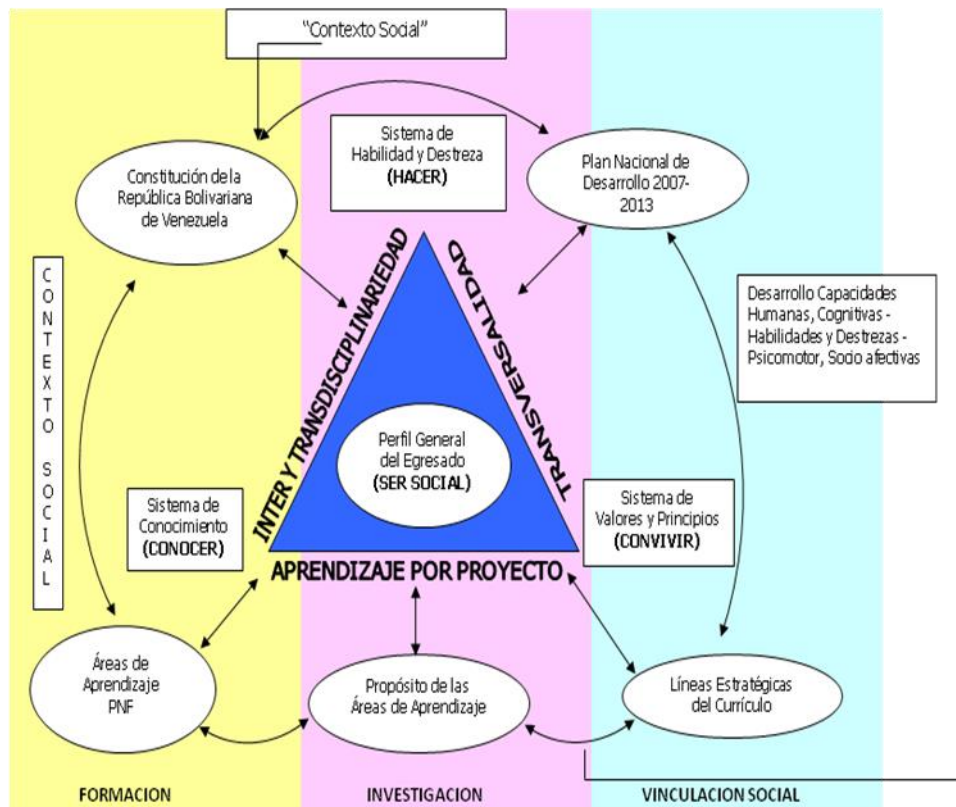 "Contexto Social"
Sistema de
Habilidad y Destreza
(HACER)
Constitución de la
República Bolivariana
de Venezuela
Plan Nacional de
Desarrollo 2007-
2013
CONTEXTO SOCIAL
INTER Y TRANSDISCIPLINARIEDAD
TRANSVERSALIDAD
Desarrollo Capacidades
Humanas, Cognitivas -
Habilidades y Destrezas -
Psicomotor, Socio afectivas
Perfil General
del Egresado
(SER SOCIAL)
Sistema de
Conocimiento
(CONOCER)
Sistema de
Valores y Principios
(CONVIVIR)
APRENDIZAJE POR PROYECTO
Áreas de
Aprendizaje
PNF
Propósito de las
Áreas de Aprendizaje
Líneas Estratégicas
del Currículo
FORMACION
INVESTIGACION
VINCULACION SOCIAL